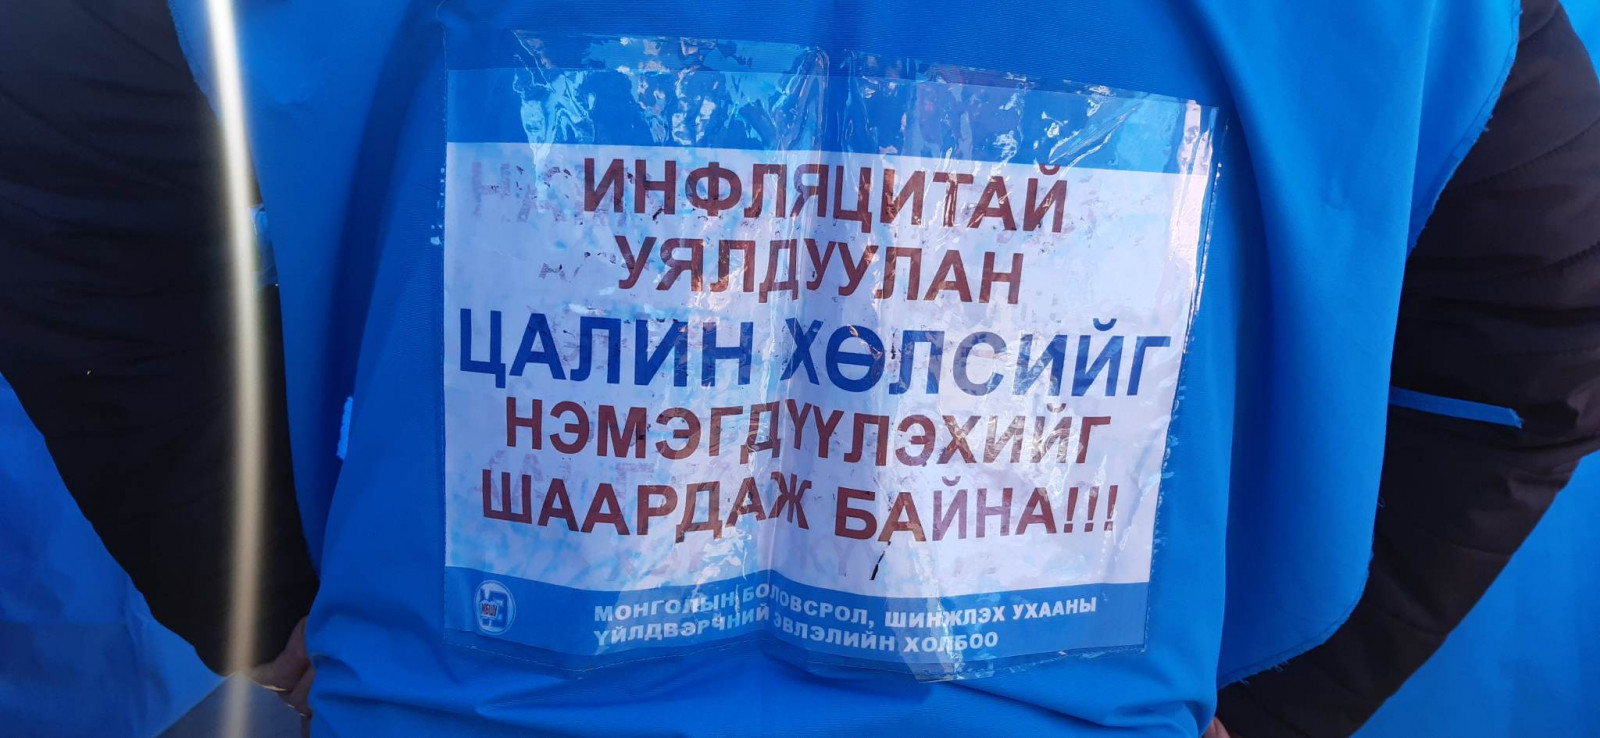 ИНФЛЯЦИТАЙ
УЯЛДУУЛАН
ЦАЛИН ХӨЛСИЙГ
НЭМЭГДҮҮЛЭХИЙГ
ШААРДАЖ БАЙНА!!!
МОНГОЛЫН БОЛОВСРОЛ, ШИНЖЛЭХ УХААНЫ
ҮЙЛДВЭРЧНИЙ ЭВЛЭЛИЙН ХОЛБОО